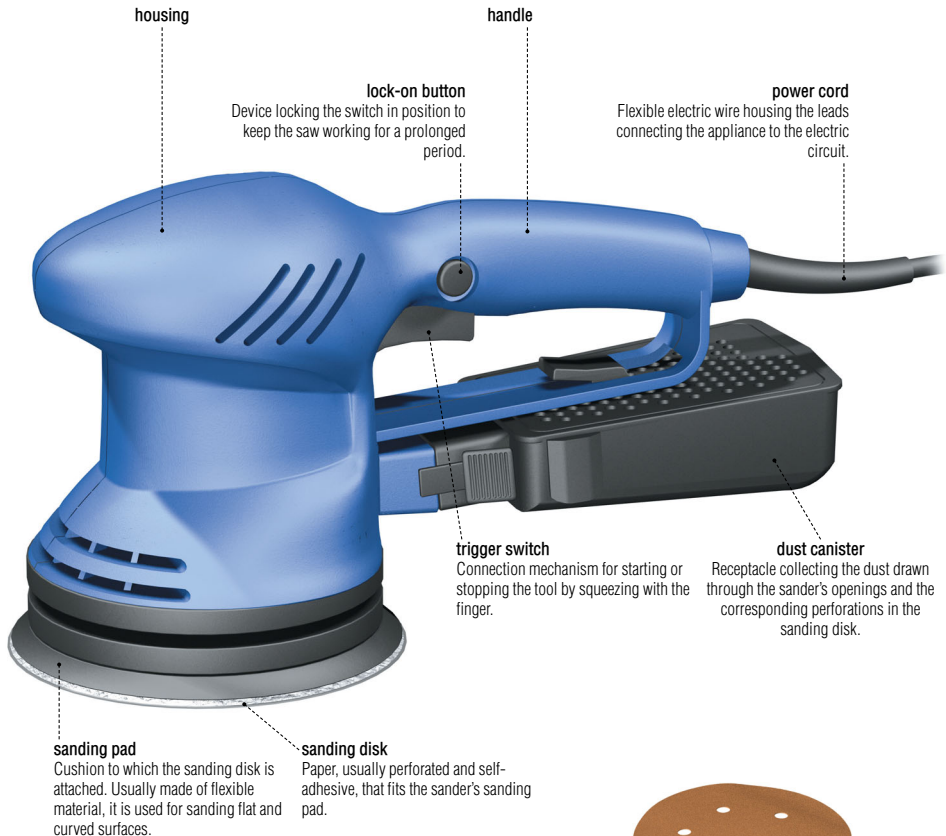 housing
handle
lock-on button
Device locking the switch in position to
keep the saw working for a prolonged
period.
power cord
Flexible electric wire housing the leads
connecting the appliance to the electric
circuit.
trigger switch
Connection mechanism for starting or
stopping the tool by squeezing with the
finger.
dust canister
Receptacle collecting the dust drawn
through the sander's openings and the
corresponding perforations in the
sanding disk.
sanding pad
Cushion to which the sanding disk is
attached. Usually made of flexible
material, it is used for sanding flat and
curved surfaces.
sanding disk
Paper, usually perforated and self-
adhesive, that fits the sander's sanding
pad.